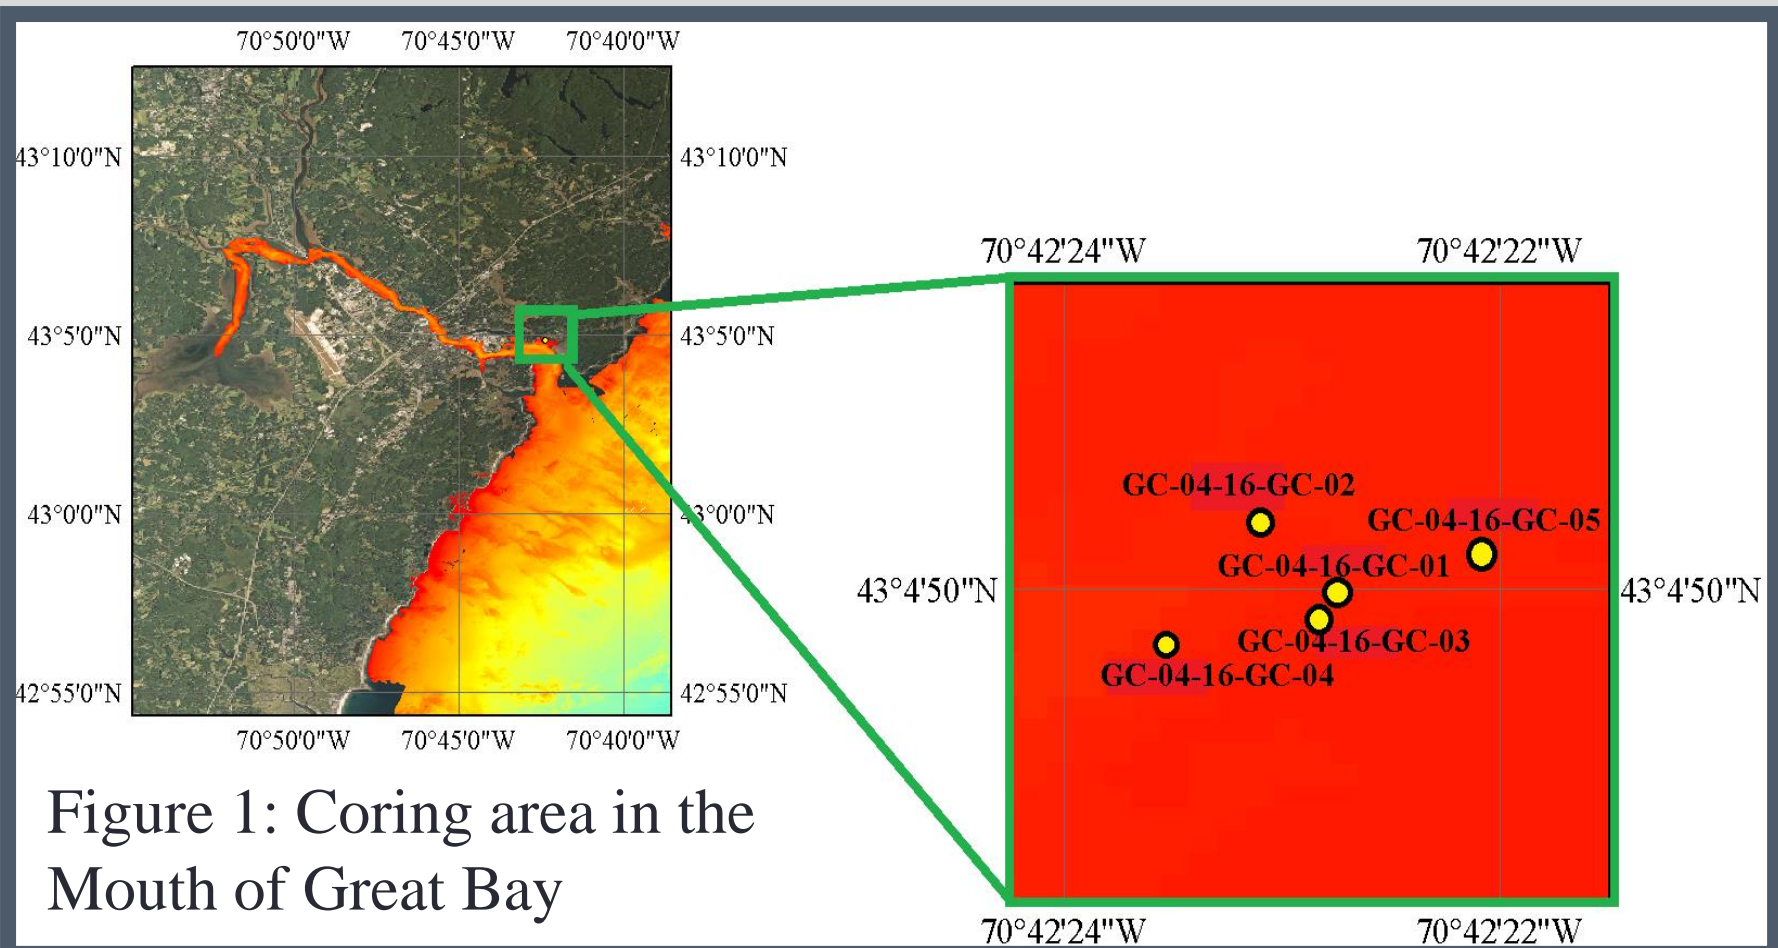 70°50'0"W 70°45'0"W 70°40'0"W
43°10'0"N 43°10'0"N
43°5'0"N 43°5'0"N
43°0'0"N 43°0'0"N
42°55'0"N 42°55'0"N
70°50'0"W 70°45'0"W 70°40'0"W
70°42'24"W 70°42'22"W
GC-04-16-GC-02
GC-04-16-GC-05
GC-04-16-GC-01
43°4'50"N 43°4'50"N
GC-04-16-GC-03
GC-04-16-GC-04
70°42'24"W 70°42'22"W
Figure 1: Coring area in the
Mouth of Great Bay